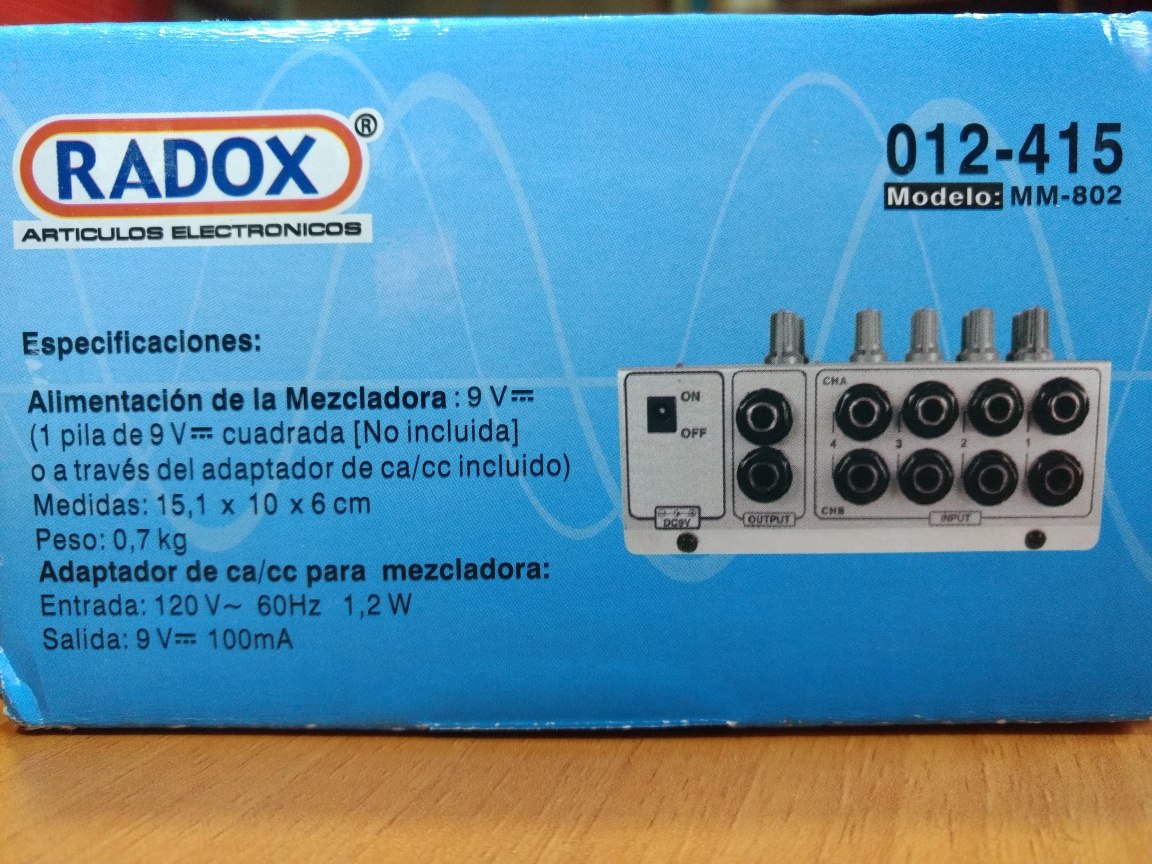 RADOX®
ARTICULOS ELECTRONICOS
012-415
Modelo: MM-802
Especificaciones:
Alimentación de la Mezcladora : 9 V⎓
(1 pila de 9 V⎓ cuadrada [No incluida]
o a través del adaptador de ca/cc incluido)
Medidas: 15,1 x 10 x 6 cm
Peso: 0,7 kg
Adaptador de ca/cc para mezcladora:
Entrada: 120 V~ 60Hz 1,2 W
Salida: 9 V⎓ 100mA
ON
OFF
DC9V
OUTPUT
CHA
4 3 2 1
CHB
INPUT